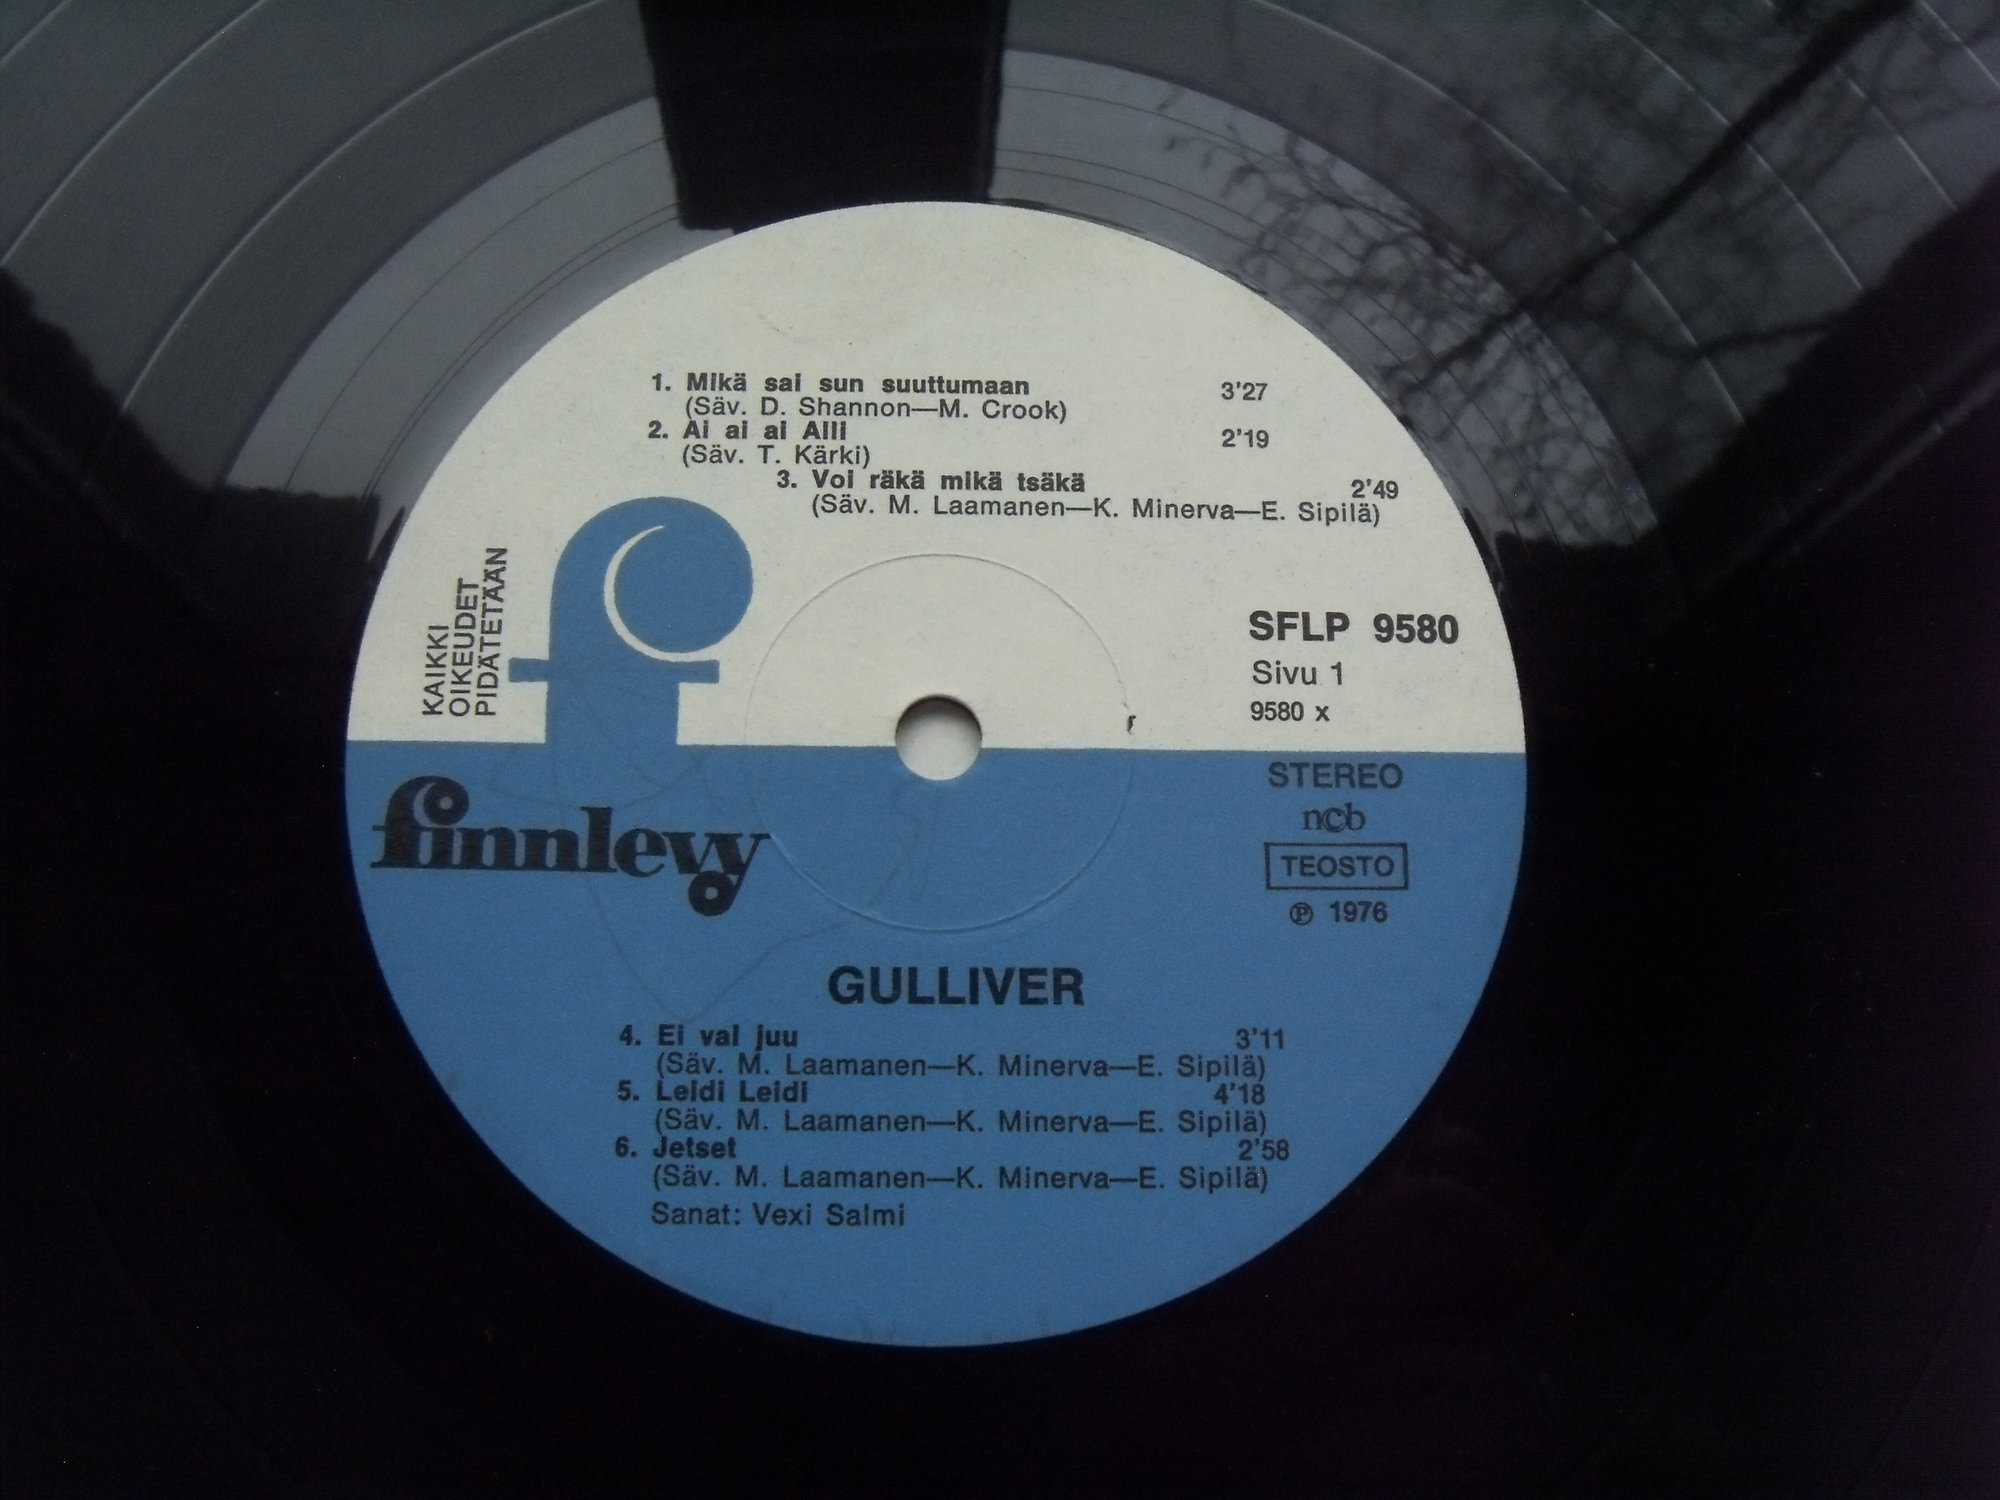 1. Mikä sai sun suuttumaan 3'27
(Säv. D. Shannon—M. Crook)
2. Ai ai ai Alli 2'19
(Säv. T. Kärki)
3. Voi räkä mikä tsäkä 2'49
(Säv. M. Laamanen—K. Minerva—E. Sipilä)
KAIKKI
OIKEUDET
PIDÄTETÄÄN
f
SFLP 9580
Sivu 1
9580 x
finnlevy
STEREO
ncb
TEOSTO
℗ 1976
GULLIVER
4. Ei vai juu 3'11
(Säv. M. Laamanen—K. Minerva—E. Sipilä)
5. Leidi Leidi 4'18
(Säv. M. Laamanen—K. Minerva—E. Sipilä)
6. Jetset 2'58
(Säv. M. Laamanen—K. Minerva—E. Sipilä)
Sanat: Vexi Salmi